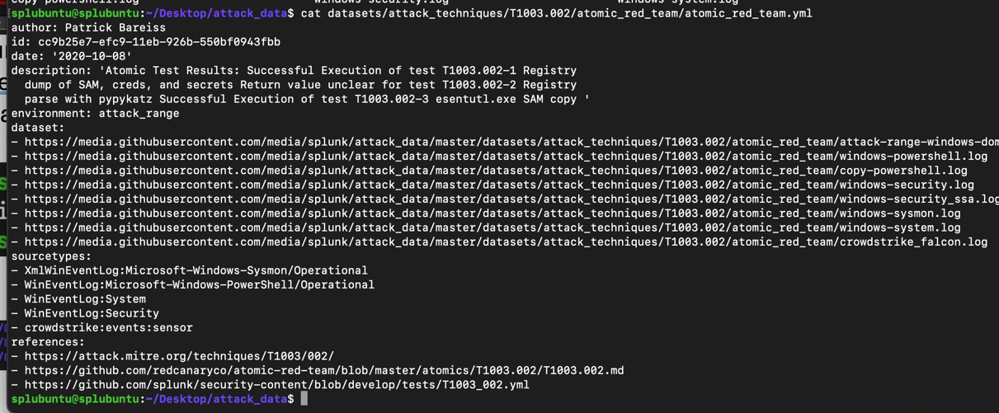 copy-powershell.log windows-security.log windows-system.log
splubuntu@splubuntu:~/Desktop/attack_data$ cat datasets/attack_techniques/T1003.002/atomic_red_team/atomic_red_team.yml
author: Patrick Bareiss
id: cc9b25e7-efc9-11eb-926b-550bf0943fbb
date: '2020-10-08'
description: 'Atomic Test Results: Successful Execution of test T1003.002-1 Registry
dump of SAM, creds, and secrets Return value unclear for test T1003.002-2 Registry
parse with pypykatz Successful Execution of test T1003.002-3 esentutl.exe SAM copy '
environment: attack_range
dataset:
- https://media.githubusercontent.com/media/splunk/attack_data/master/datasets/attack_techniques/T1003.002/atomic_red_team/attack-range-windows-dom
- https://media.githubusercontent.com/media/splunk/attack_data/master/datasets/attack_techniques/T1003.002/atomic_red_team/windows-powershell.log
- https://media.githubusercontent.com/media/splunk/attack_data/master/datasets/attack_techniques/T1003.002/atomic_red_team/copy-powershell.log
- https://media.githubusercontent.com/media/splunk/attack_data/master/datasets/attack_techniques/T1003.002/atomic_red_team/windows-security.log
- https://media.githubusercontent.com/media/splunk/attack_data/master/datasets/attack_techniques/T1003.002/atomic_red_team/windows-security_ssa.log
- https://media.githubusercontent.com/media/splunk/attack_data/master/datasets/attack_techniques/T1003.002/atomic_red_team/windows-sysmon.log
- https://media.githubusercontent.com/media/splunk/attack_data/master/datasets/attack_techniques/T1003.002/atomic_red_team/windows-system.log
- https://media.githubusercontent.com/media/splunk/attack_data/master/datasets/attack_techniques/T1003.002/atomic_red_team/crowdstrike_falcon.log
sourcetypes:
- XmlWinEventLog:Microsoft-Windows-Sysmon/Operational
- WinEventLog:Microsoft-Windows-PowerShell/Operational
- WinEventLog:System
- WinEventLog:Security
- crowdstrike:events:sensor
references:
- https://attack.mitre.org/techniques/T1003/002/
- https://github.com/redcanaryco/atomic-red-team/blob/master/atomics/T1003.002/T1003.002.md
- https://github.com/splunk/security-content/blob/develop/tests/T1003_002.yml
splubuntu@splubuntu:~/Desktop/attack_data$